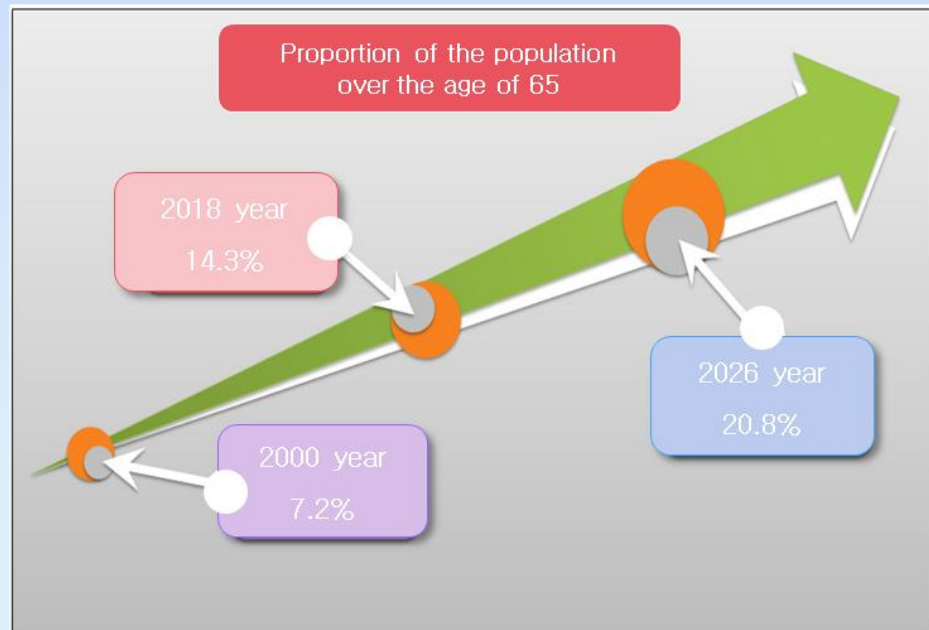 Proportion of the population
over the age of 65
2018 year
14.3%
2026 year
20.8%
2000 year
7.2%